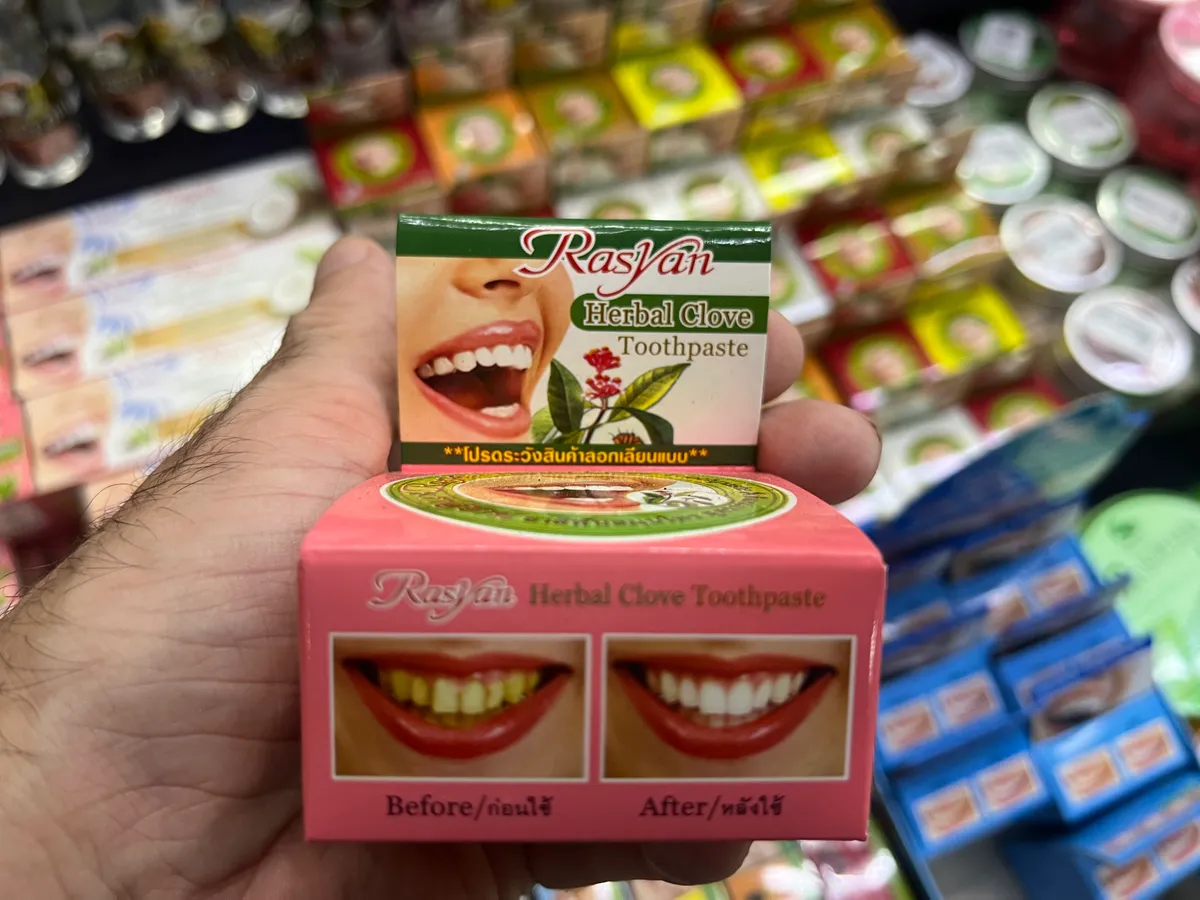 Rasyan
Herbal Clove
Toothpaste
**โปรดระวังสินค้าลอกเลียนแบบ**
Rasyan Herbal Clove Toothpaste
Before/ก่อนใช้
After/หลังใช้